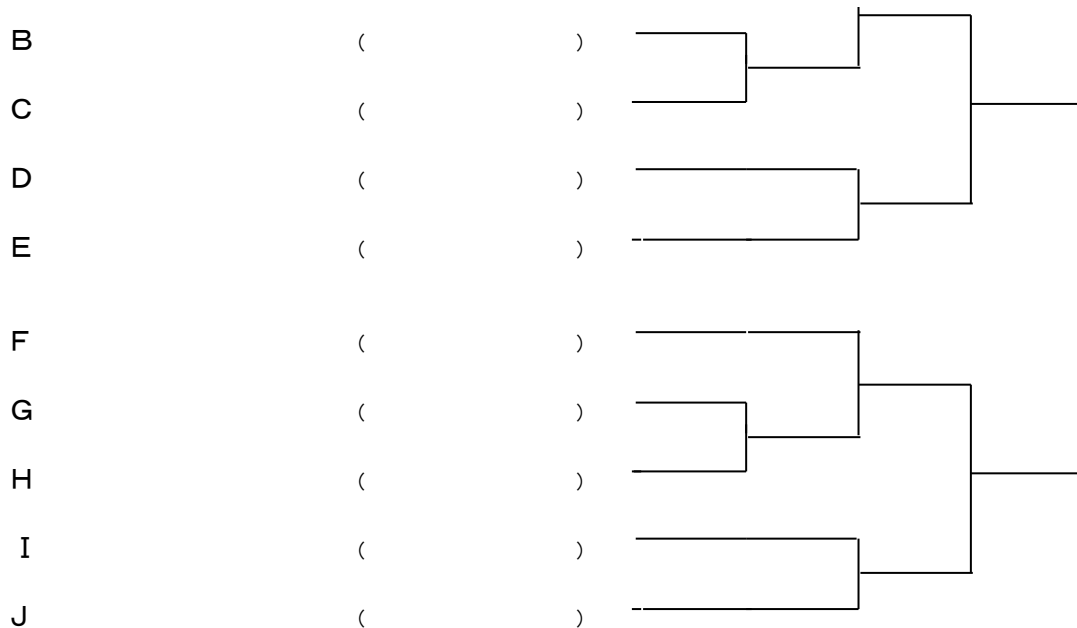 B （ ）
C （ ）
D （ ）
E （ ）
F （ ）
G （ ）
H （ ）
I （ ）
J （ ）